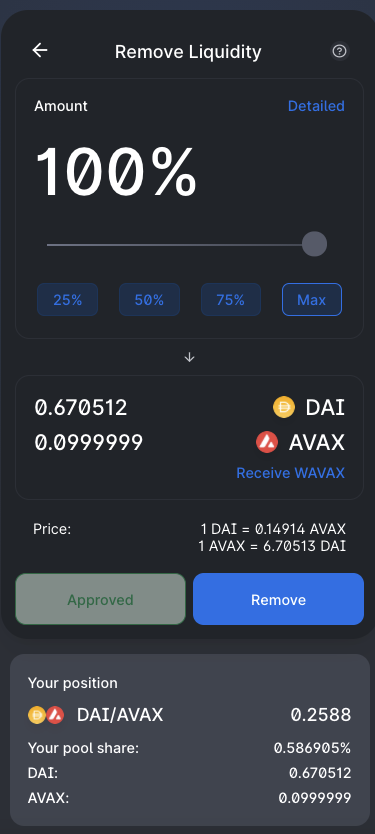 Remove Liquidity
Amount
Detailed
100%
25%
50%
75%
Max
0.670512
DAI
0.0999999
AVAX
Receive WAVAX
Price:
1 DAI = 0.14914 AVAX
1 AVAX = 6.70513 DAI
Approved
Remove
Your position
DAI/AVAX
0.2588
Your pool share:
0.586905%
DAI:
0.670512
AVAX:
0.0999999